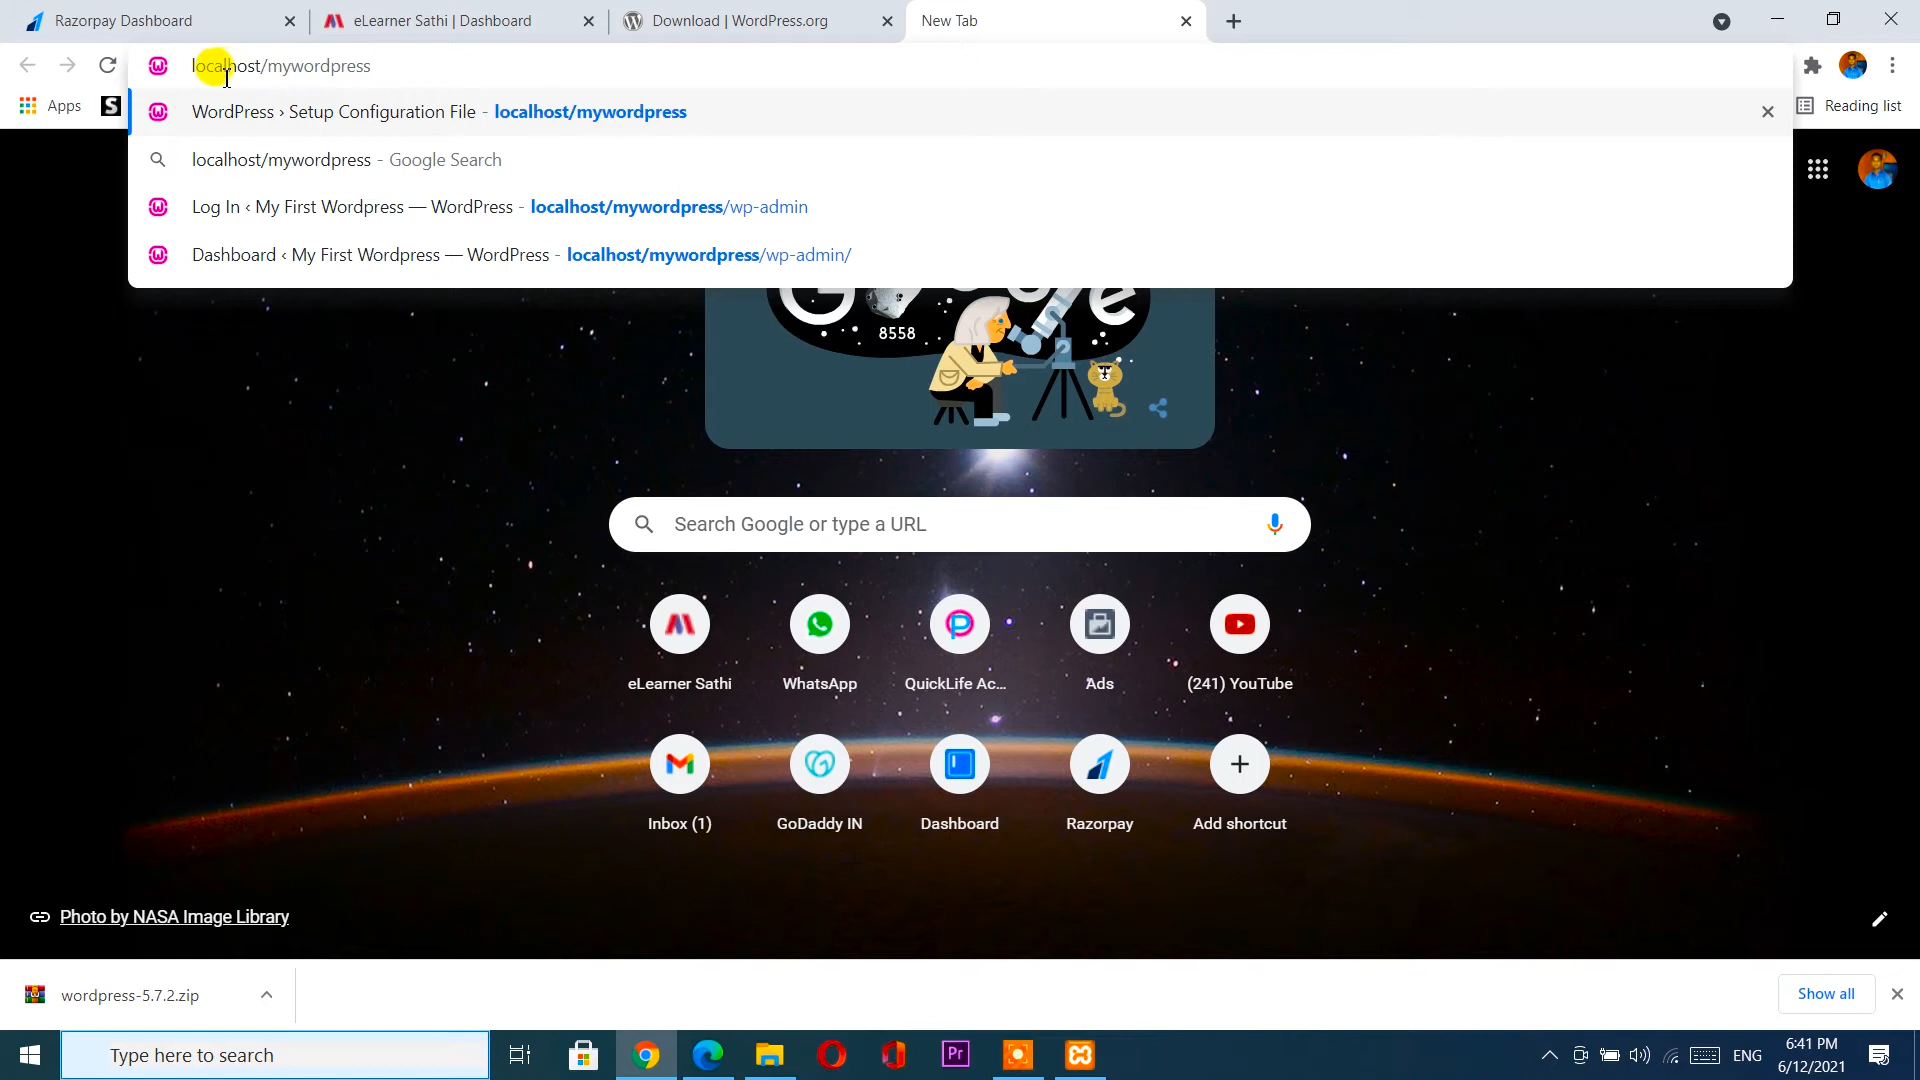 Razorpay Dashboard
eLearner Sathi | Dashboard
Download | WordPress.org
New Tab
localhost/mywordpress
Apps
WordPress › Setup Configuration File - localhost/mywordpress
Reading list
localhost/mywordpress - Google Search
Log In ‹ My First Wordpress — WordPress - localhost/mywordpress/wp-admin
Dashboard ‹ My First Wordpress — WordPress - localhost/mywordpress/wp-admin/
8558
Search Google or type a URL
eLearner Sathi
WhatsApp
QuickLife Ac...
Ads
(241) YouTube
Inbox (1)
GoDaddy IN
Dashboard
Razorpay
Add shortcut
Photo by NASA Image Library
wordpress-5.7.2.zip
Show all
Type here to search
Pr
ENG
6:41 PM
6/12/2021